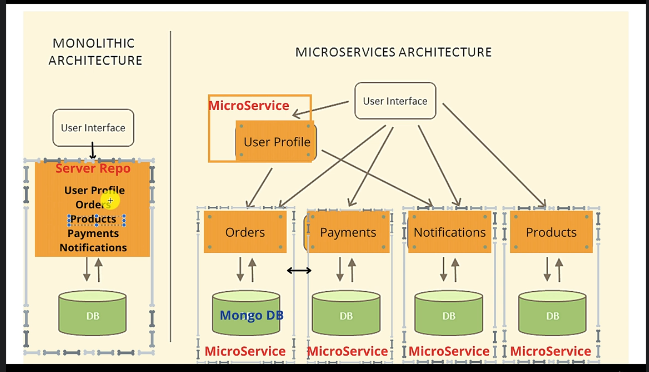 MONOLITHIC
ARCHITECTURE
User Interface
Server Repo
User Profile
Orders
Products
Payments
Notifications
DB
MICROSERVICES ARCHITECTURE
User Interface
MicroService
User Profile
Orders
Payments
Notifications
Products
Mongo DB
DB
DB
DB
MicroService
MicroService
MicroService
MicroService